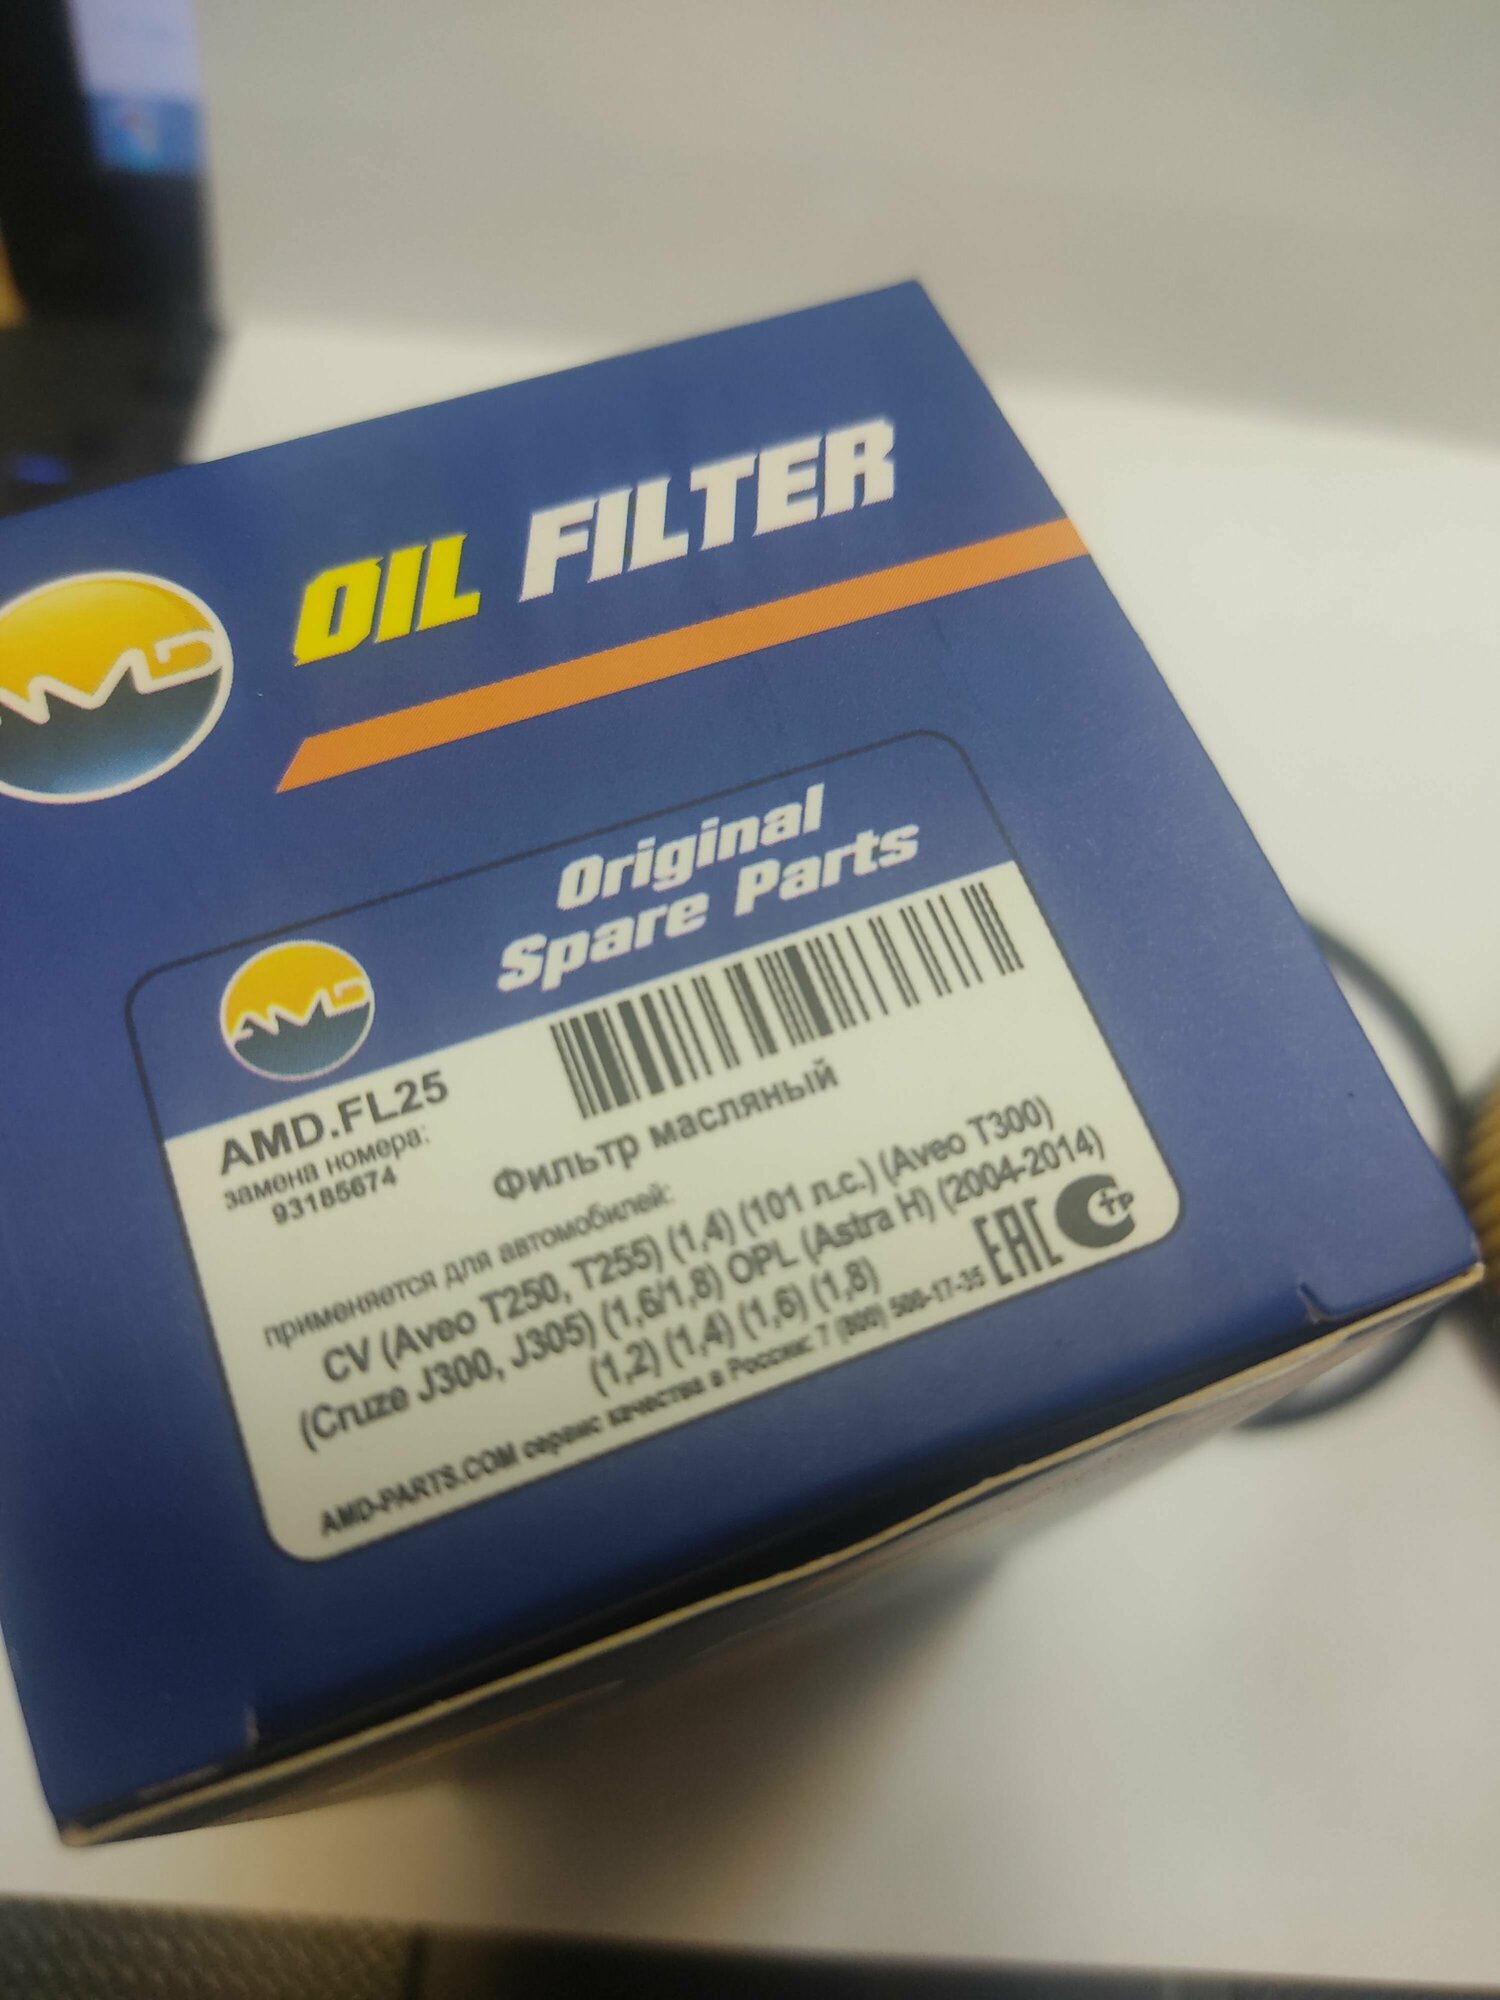 OIL FILTER
AMD
Original
Spare Parts
AMD
AMD.FL25
замена номера:
93185674
Фильтр масляный
применяется для автомобилей:
CV (Aveo T250, T255) (1,4) (101 л.с.) (Aveo T300)
(Cruze J300, J305) (1,6/1,8) OPL (Astra H) (2004-2014)
(1,2) (1,4) (1,6) (1,8)
AMD-PARTS.COM сервис качества в России: 7 (800) 500-17-35
EAC